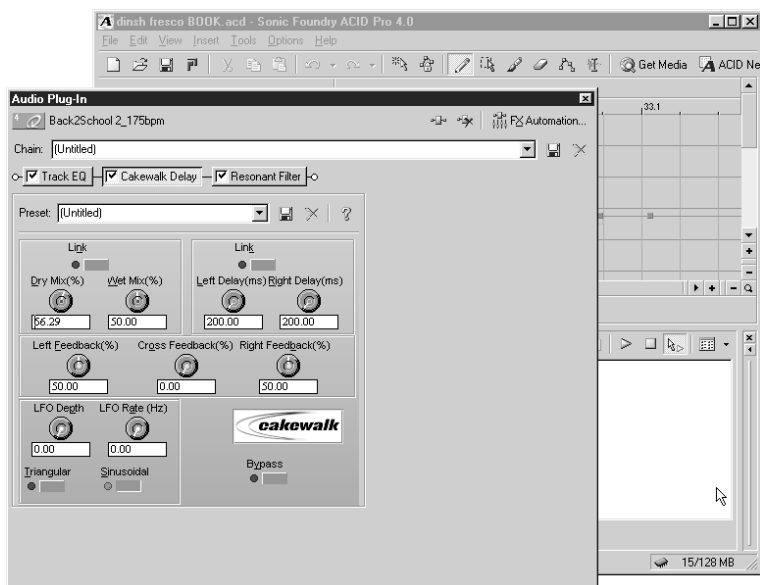 dinsh fresco BOOK.acd - Sonic Foundry ACID Pro 4.0
File Edit View Insert Tools Options Help
Get Media ACID Ne
Audio Plug-In
33.1
4 Back2School 2_175bpm
FX Automation...
Chain: (Untitled)
Track EQ Cakewalk Delay Resonant Filter
Preset: (Untitled)
Link Link
Dry Mix(%) Wet Mix(%) Left Delay(ms) Right Delay(ms)
56.29 50.00 200.00 200.00
Left Feedback(%) Cross Feedback(%) Right Feedback(%)
50.00 0.00 50.00
LFO Depth LFO Rate (Hz)
cakewalk
0.00 0.00
Triangular Sinusoidal Bypass
15/128 MB